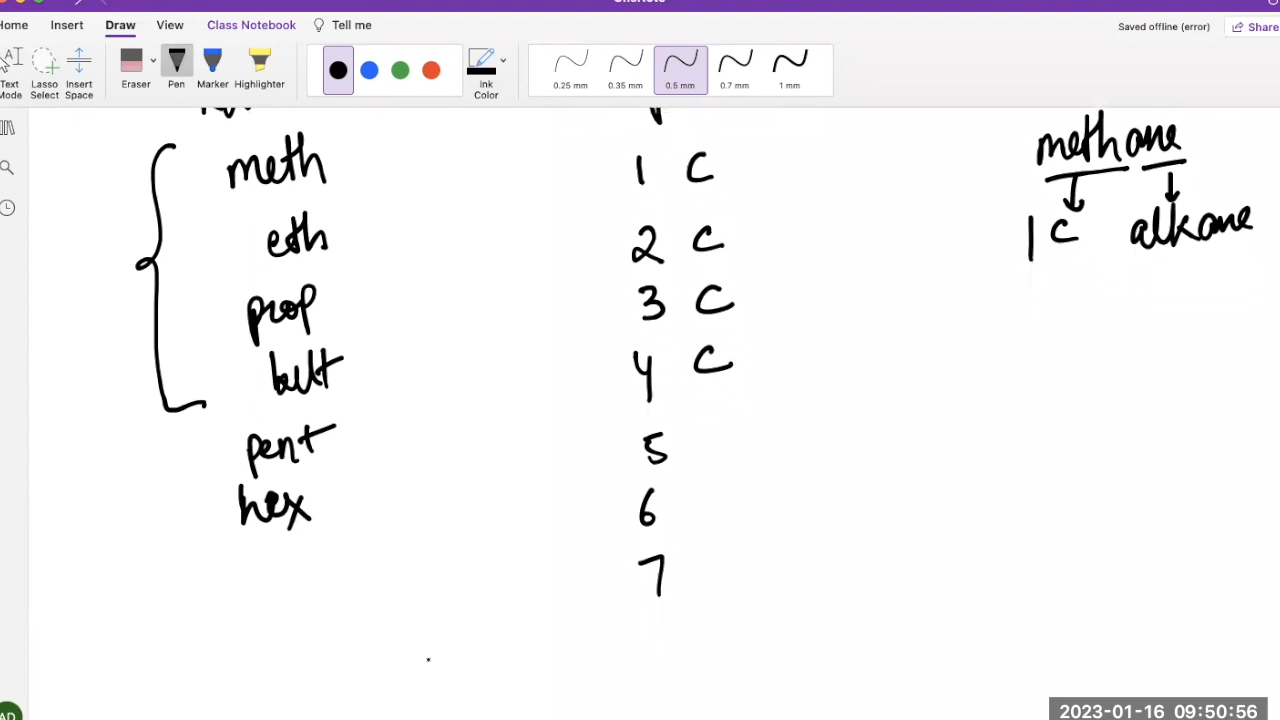 OneNote
Home Insert Draw View Class Notebook Tell me Saved offline (error) Share
Text Mode Lasso Select Insert Space Eraser Pen Marker Highlighter Ink Color 0.25 mm 0.35 mm 0.5 mm 0.7 mm 1 mm
meth 1 C methane
eth 2 C 1 C alkane
prop 3 C
but 4 C
pent 5
hex 6
7
AD
2023-01-16 09:50:56